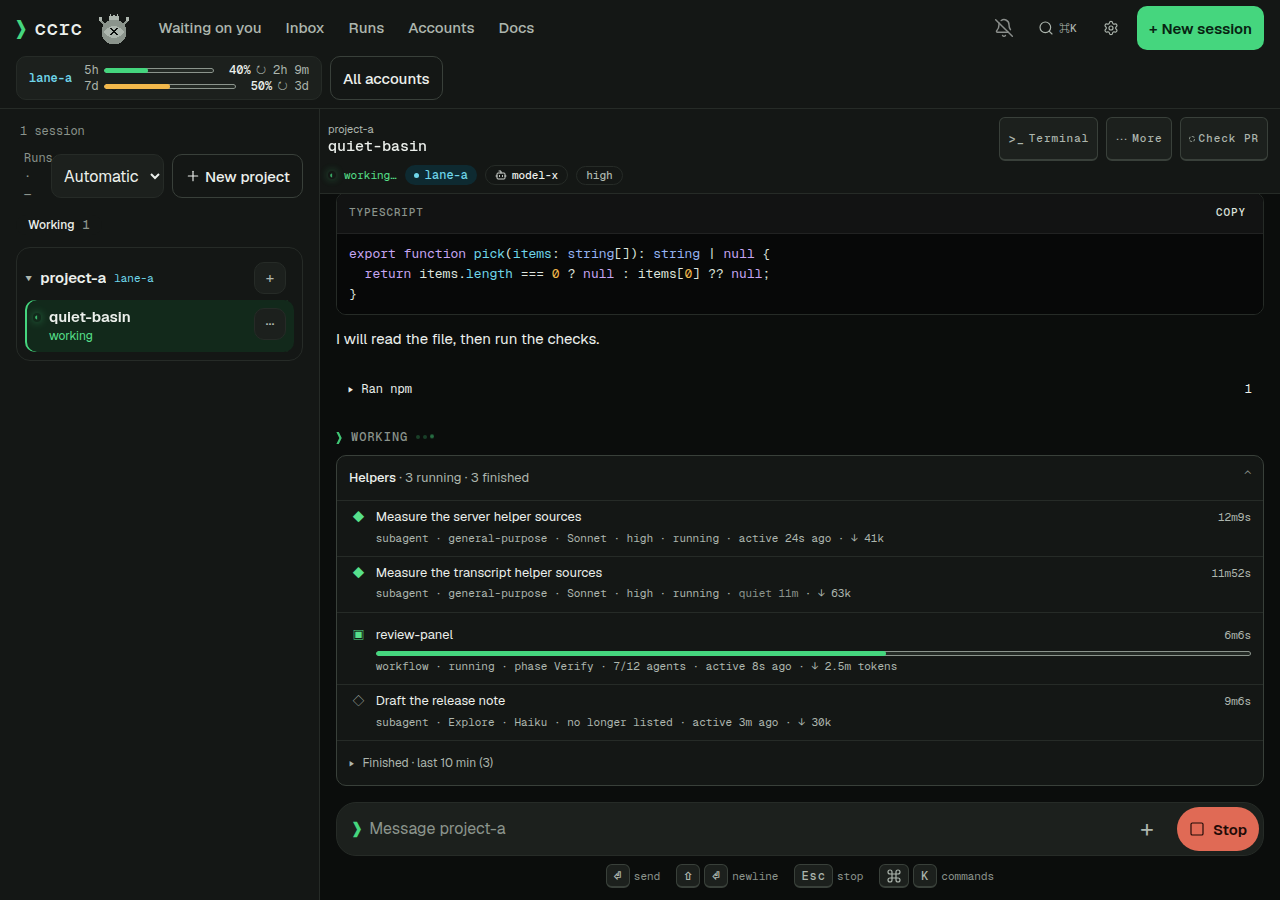 ❯ CCIC
Waiting on you
Inbox
Runs
Accounts
Docs
⌘K
+ New session
lane-a
5h 40% ↻ 2h 9m
7d 50% ↻ 3d
All accounts
1 session
Runs
·
—
Automatic
+ New project
Working 1
▾ project-a lane-a
+
quiet-basin
working
···
project-a
quiet-basin
>_ Terminal
··· More
Check PR
working…
lane-a
model-x
high
TYPESCRIPT
COPY
export function pick(items: string[]): string | null {
return items.length === 0 ? null : items[0] ?? null;
}
I will read the file, then run the checks.
▸ Ran npm 1
❯ WORKING
Helpers · 3 running · 3 finished
Measure the server helper sources 12m9s
subagent · general-purpose · Sonnet · high · running · active 24s ago · ↓ 41k
Measure the transcript helper sources 11m52s
subagent · general-purpose · Sonnet · high · running · quiet 11m · ↓ 63k
review-panel 6m6s
workflow · running · phase Verify · 7/12 agents · active 8s ago · ↓ 2.5m tokens
Draft the release note 9m6s
subagent · Explore · Haiku · no longer listed · active 3m ago · ↓ 30k
▸ Finished · last 10 min (3)
❯ Message project-a
+
Stop
⏎ send ⇧ ⏎ newline Esc stop ⌘ K commands